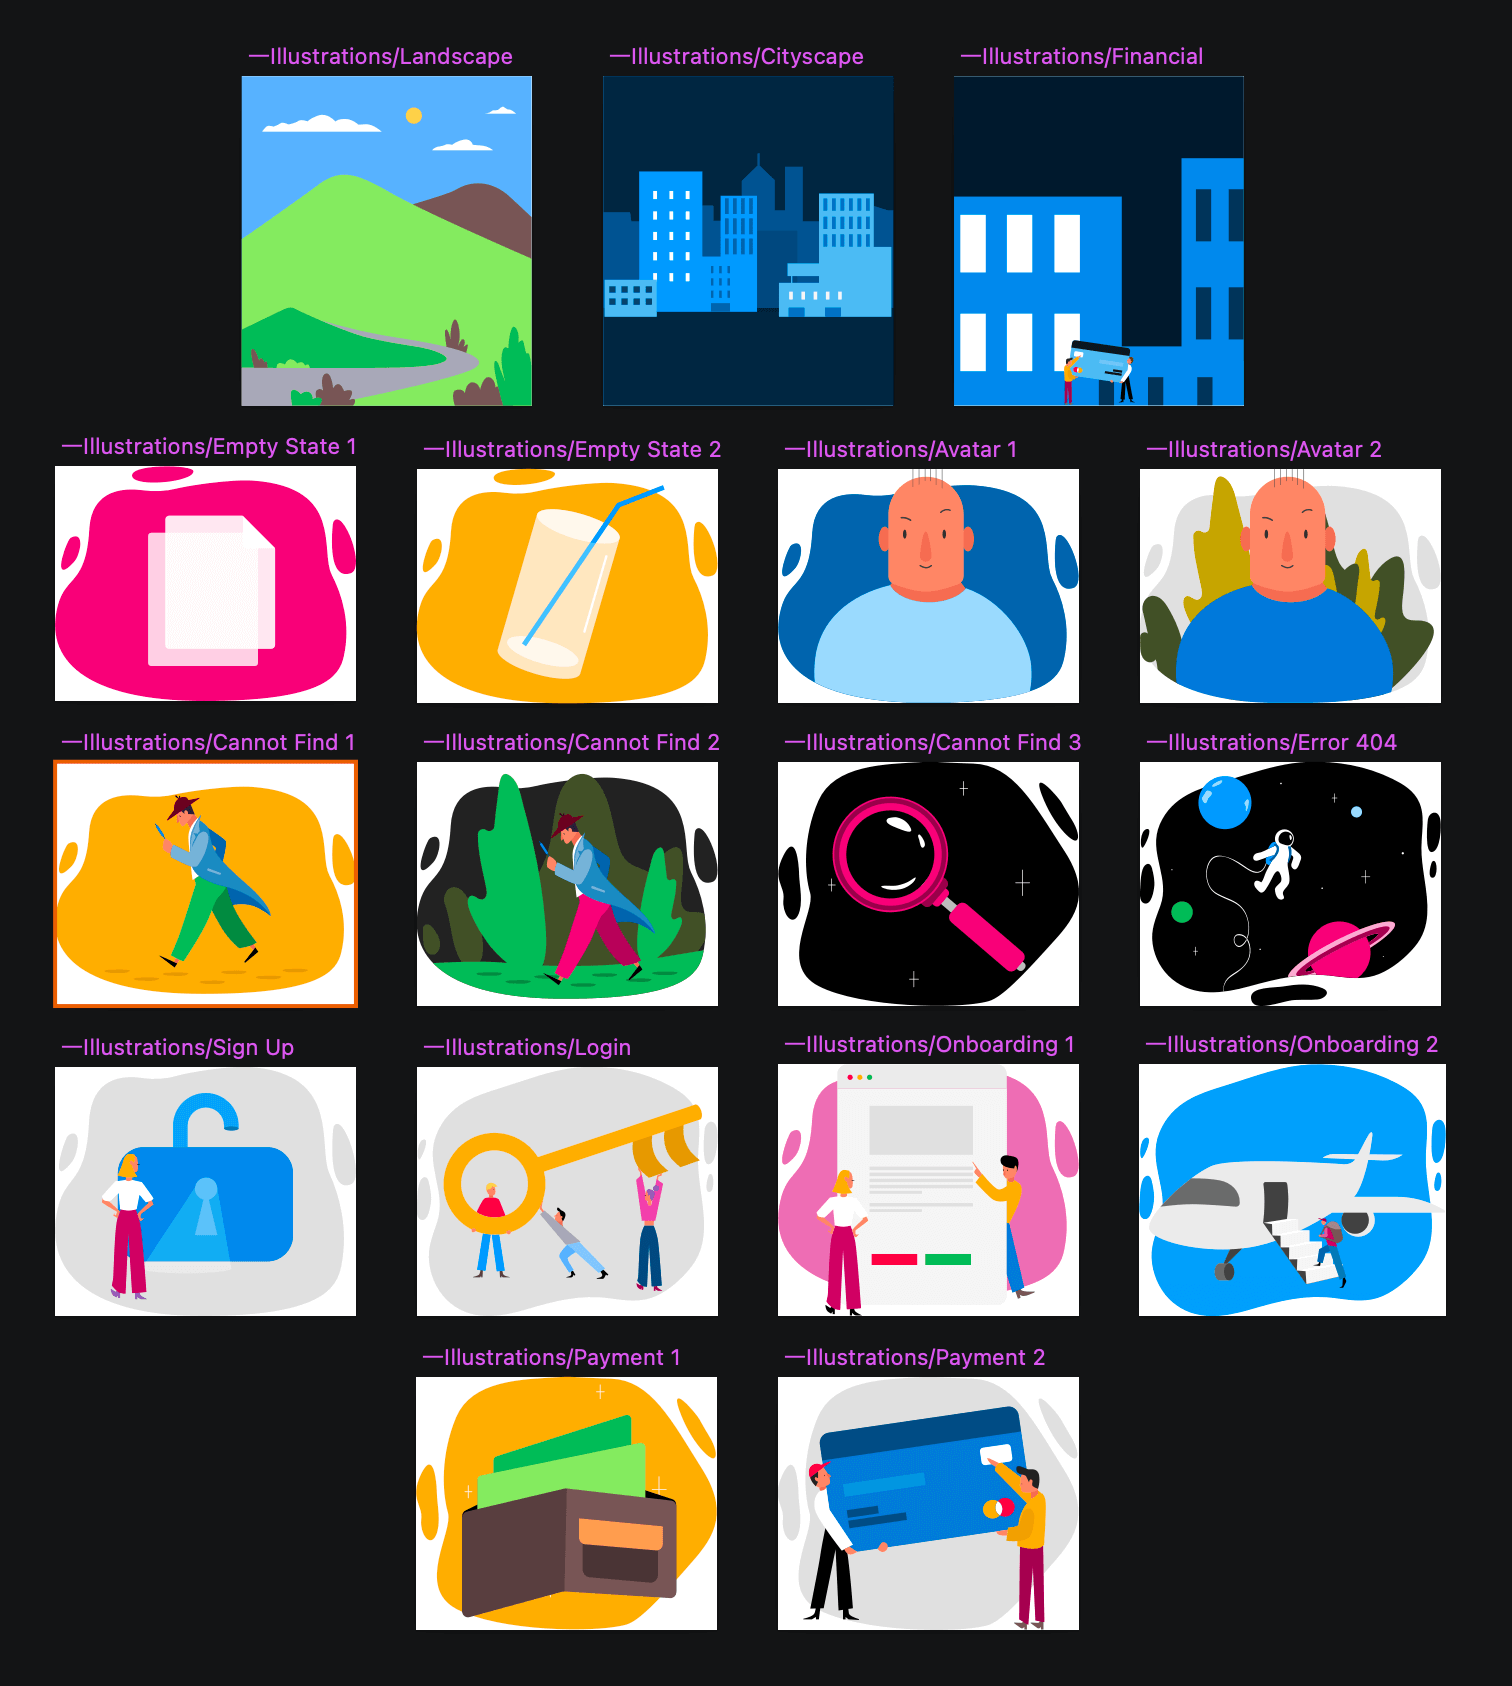 —Illustrations/Landscape
—Illustrations/Cityscape
—Illustrations/Financial
—Illustrations/Empty State 1
—Illustrations/Empty State 2
—Illustrations/Avatar 1
—Illustrations/Avatar 2
—Illustrations/Cannot Find 1
—Illustrations/Cannot Find 2
—Illustrations/Cannot Find 3
—Illustrations/Error 404
—Illustrations/Sign Up
—Illustrations/Login
—Illustrations/Onboarding 1
—Illustrations/Onboarding 2
—Illustrations/Payment 1
—Illustrations/Payment 2